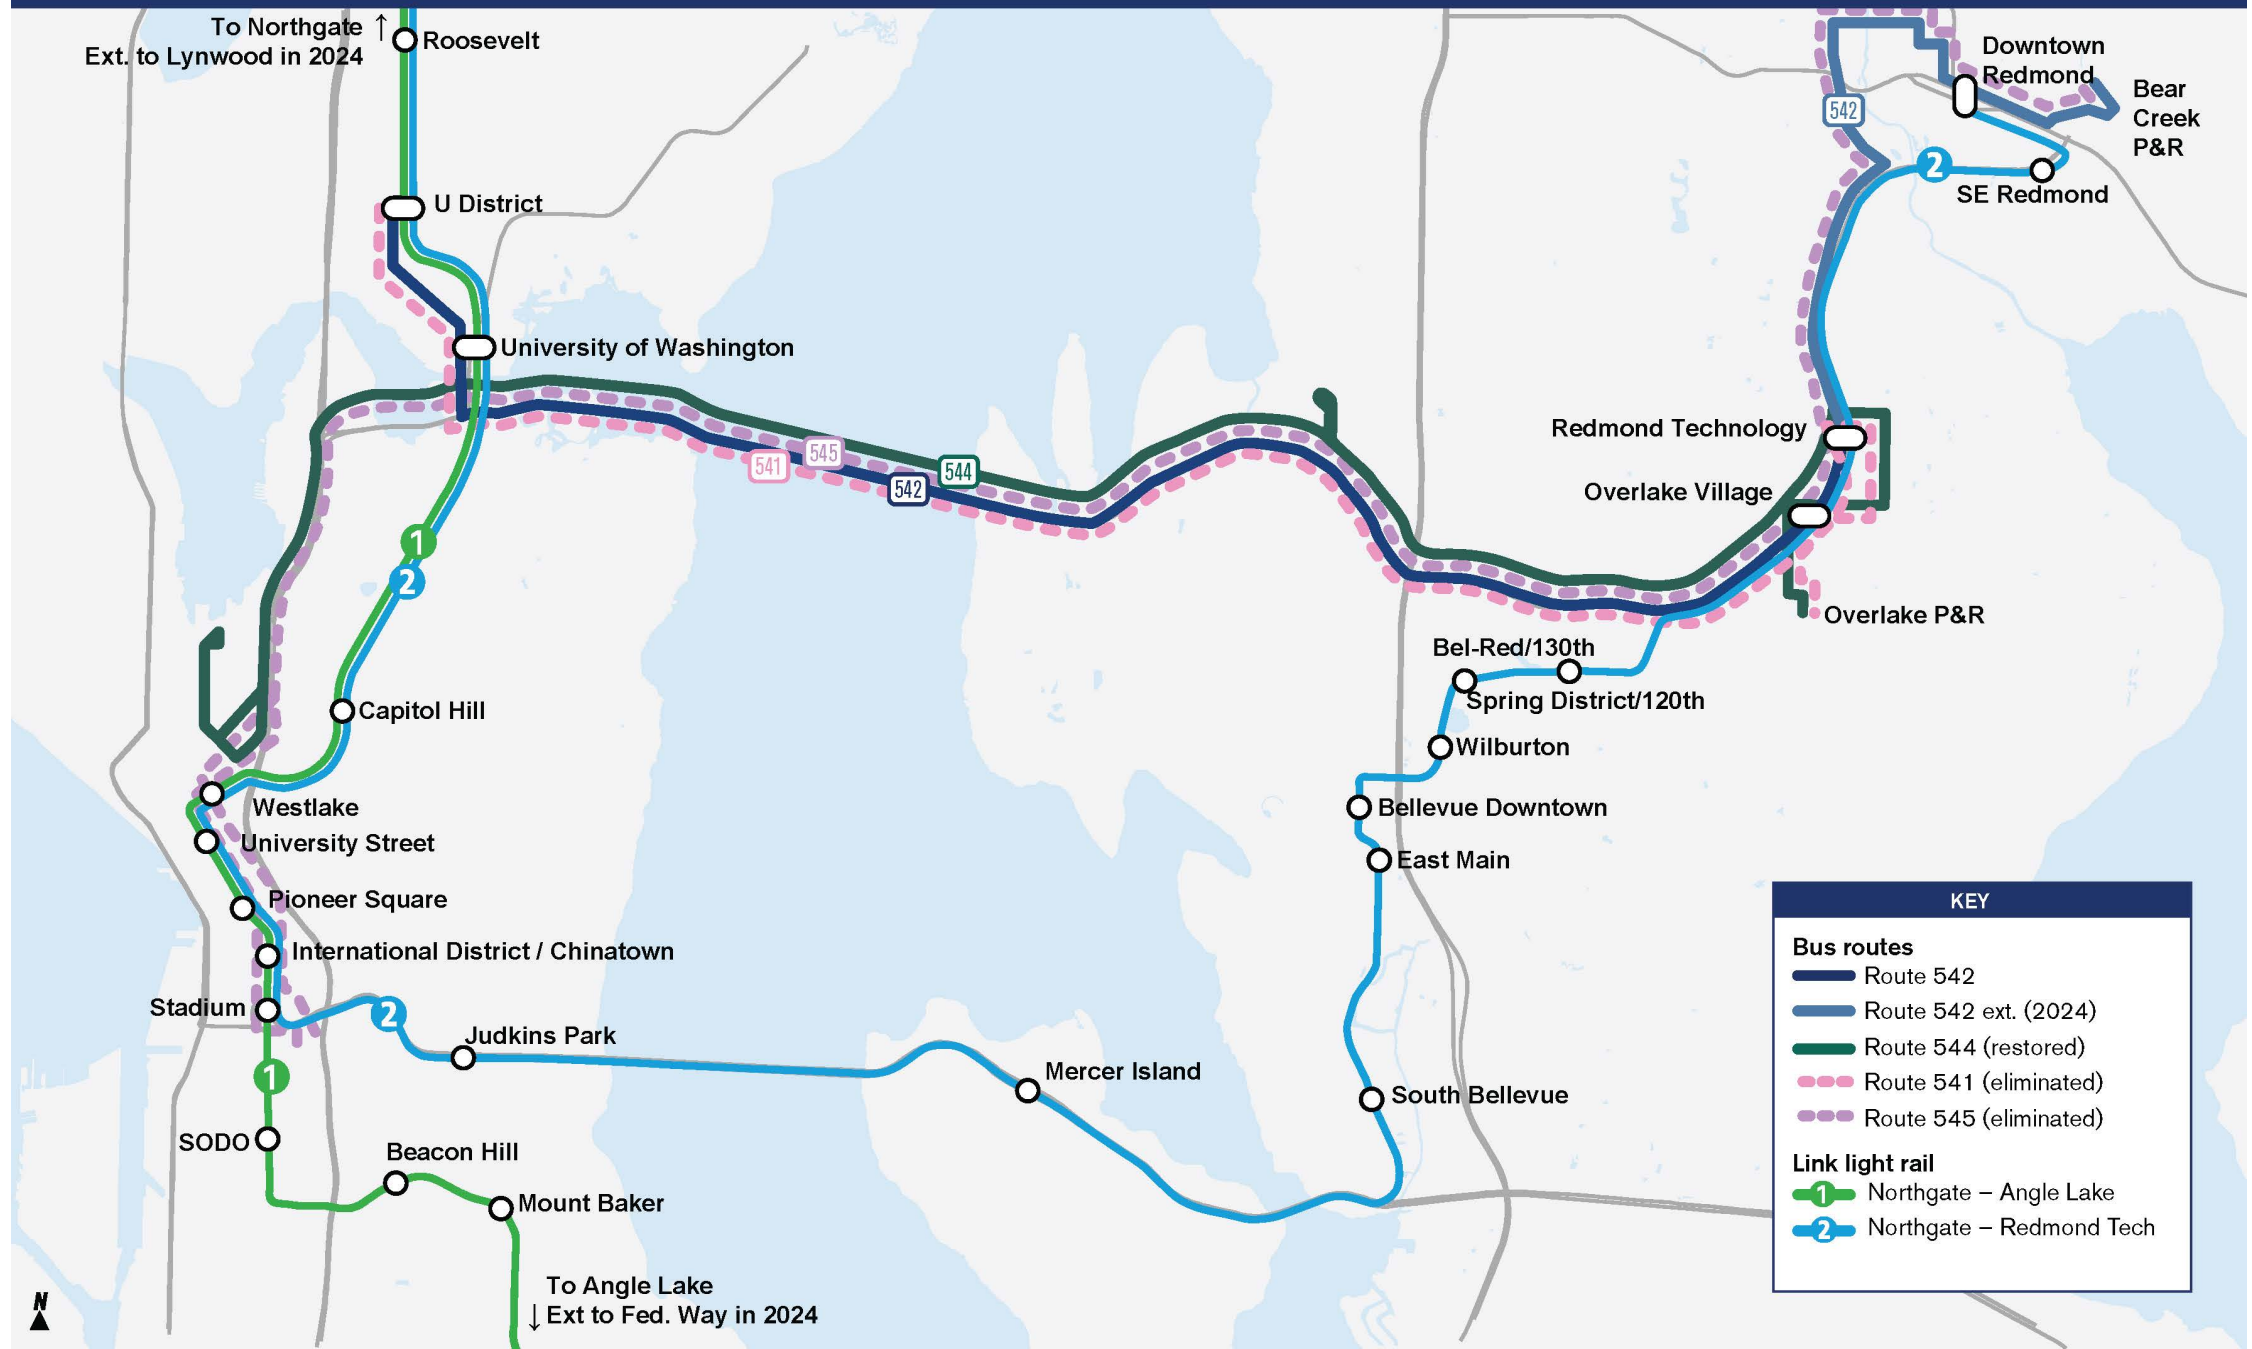 To Northgate ↑
Ext. to Lynwood in 2024
Roosevelt
U District
University of Washington
541
545
542
544
1
2
Capitol Hill
Westlake
University Street
Pioneer Square
International District / Chinatown
Stadium
2
Judkins Park
1
SODO
Beacon Hill
Mount Baker
To Angle Lake
↓ Ext to Fed. Way in 2024
N
Mercer Island
South Bellevue
East Main
Bellevue Downtown
Wilburton
Spring District/120th
Bel-Red/130th
Overlake P&R
Overlake Village
Redmond Technology
542
2
SE Redmond
Downtown
Redmond
Bear
Creek
P&R
KEY
Bus routes
Route 542
Route 542 ext. (2024)
Route 544 (restored)
Route 541 (eliminated)
Route 545 (eliminated)
Link light rail
1 Northgate – Angle Lake
2 Northgate – Redmond Tech